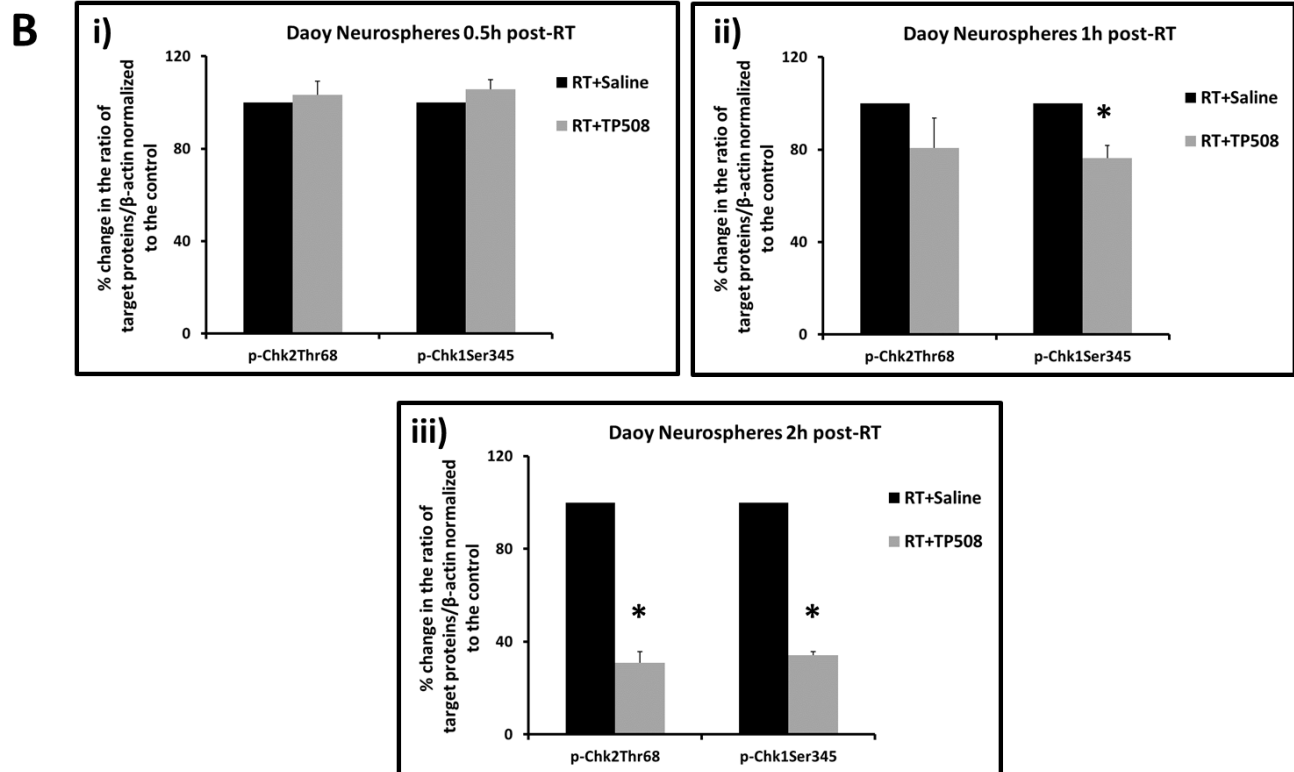 B
i)
Daoy Neurospheres 0.5h post-RT
% change in the ratio of
target proteins/β-actin normalized
to the control
120
80
40
0
p-Chk2Thr68
p-Chk1Ser345
RT+Saline
RT+TP508
ii)
Daoy Neurospheres 1h post-RT
% change in the ratio of
target proteins/β-actin normalized
to the control
120
80
40
0
*
p-Chk2Thr68
p-Chk1Ser345
RT+Saline
RT+TP508
iii)
Daoy Neurospheres 2h post-RT
% change in the ratio of
target proteins/β-actin normalized
to the control
120
80
40
0
*
*
p-Chk2Thr68
p-Chk1Ser345
RT+Saline
RT+TP508